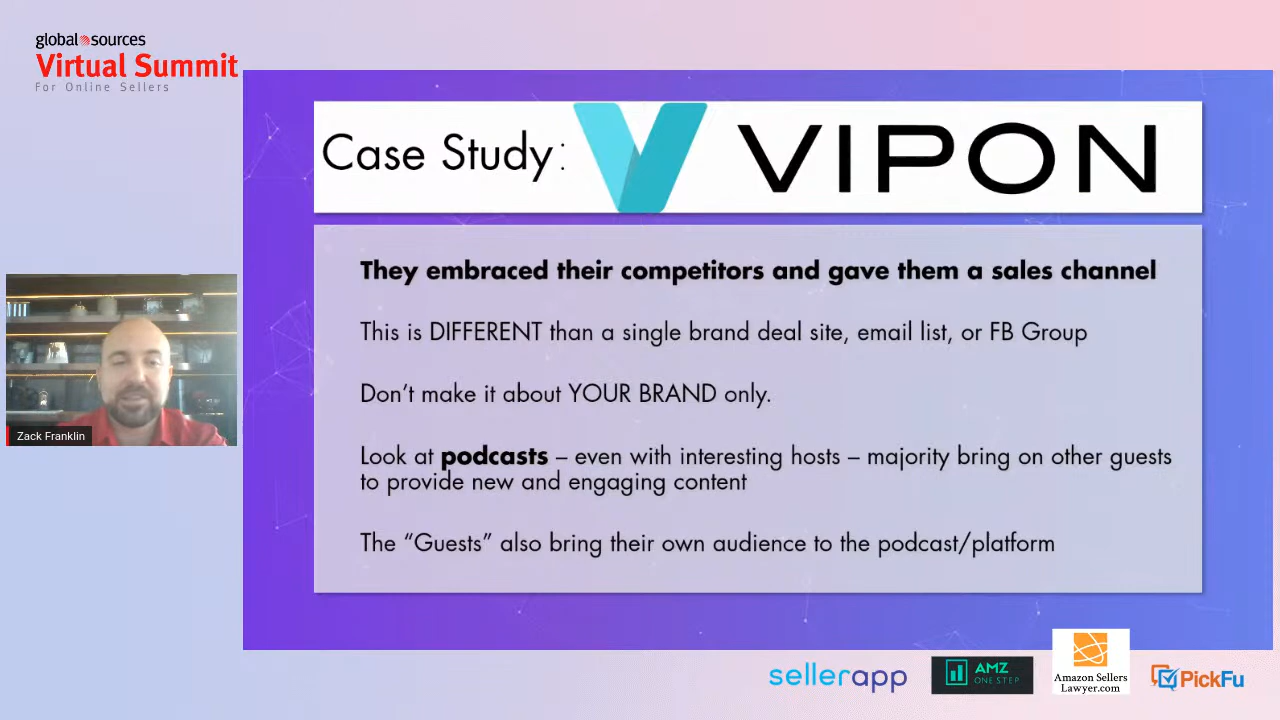 global sources
Virtual Summit
For Online Sellers
Case Study: VIPON
They embraced their competitors and gave them a sales channel
This is DIFFERENT than a single brand deal site, email list, or FB Group
Don't make it about YOUR BRAND only.
Look at podcasts – even with interesting hosts – majority bring on other guests
to provide new and engaging content
The “Guests” also bring their own audience to the podcast/platform
Zack Franklin
sellerapp
AMZ
ONE STEP
Amazon Sellers
Lawyer.com
PickFu